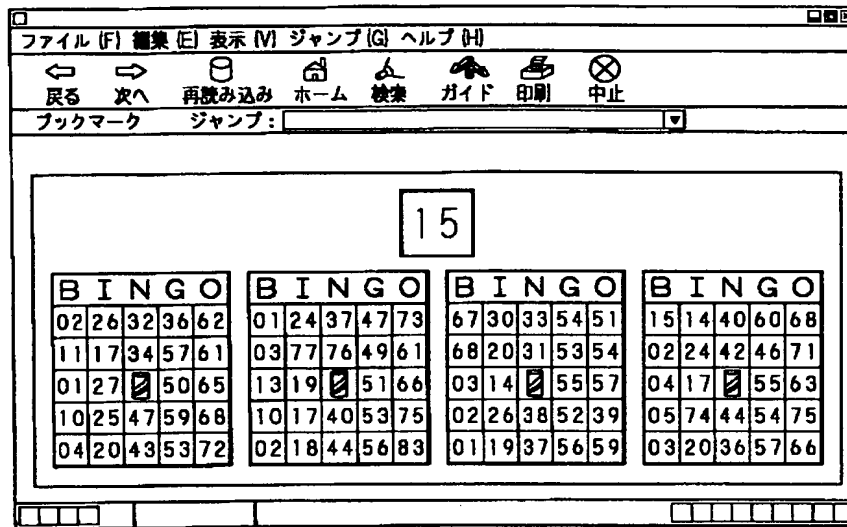 ファイル (F) 編集 (E) 表示 (V) ジャンプ (G) ヘルプ (H)
戻る 次へ 再読み込み ホーム 検索 ガイド 印刷 中止
ブックマーク ジャンプ:
15
B I N G O
02 26 32 36 62
11 17 34 57 61
01 27 50 65
10 25 47 59 68
04 20 43 53 72
B I N G O
01 24 37 47 73
03 77 76 49 61
13 19 51 66
10 17 40 53 75
02 18 44 56 83
B I N G O
67 30 33 54 51
68 20 31 53 54
03 14 55 57
02 26 38 52 39
01 19 37 56 59
B I N G O
15 14 40 60 68
02 24 42 46 71
04 17 55 63
05 74 44 54 75
03 20 36 57 66